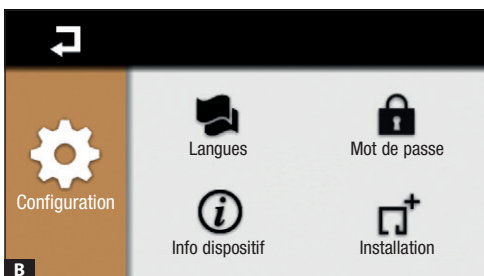 Langues
Mot de passe
Configuration
Info dispositif
Installation
B